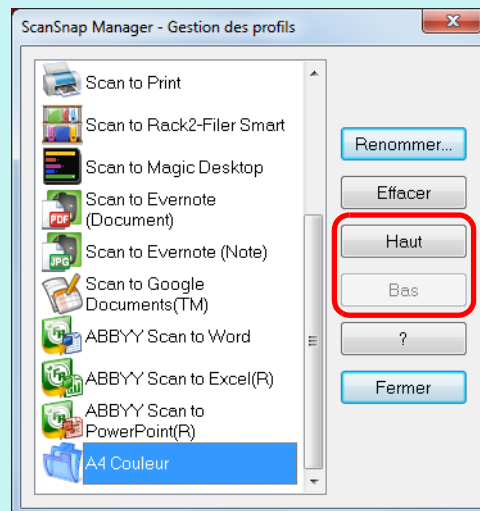 ScanSnap Manager - Gestion des profils
Scan to Print
Scan to Rack2-Filer Smart
Scan to Magic Desktop
Scan to Evernote
(Document)
Scan to Evernote (Note)
Scan to Google
Documents(TM)
ABBYY Scan to Word
ABBYY Scan to Excel(R)
ABBYY Scan to
PowerPoint(R)
A4 Couleur
PDF
JPG
Renommer...
Effacer
Haut
Bas
?
Fermer